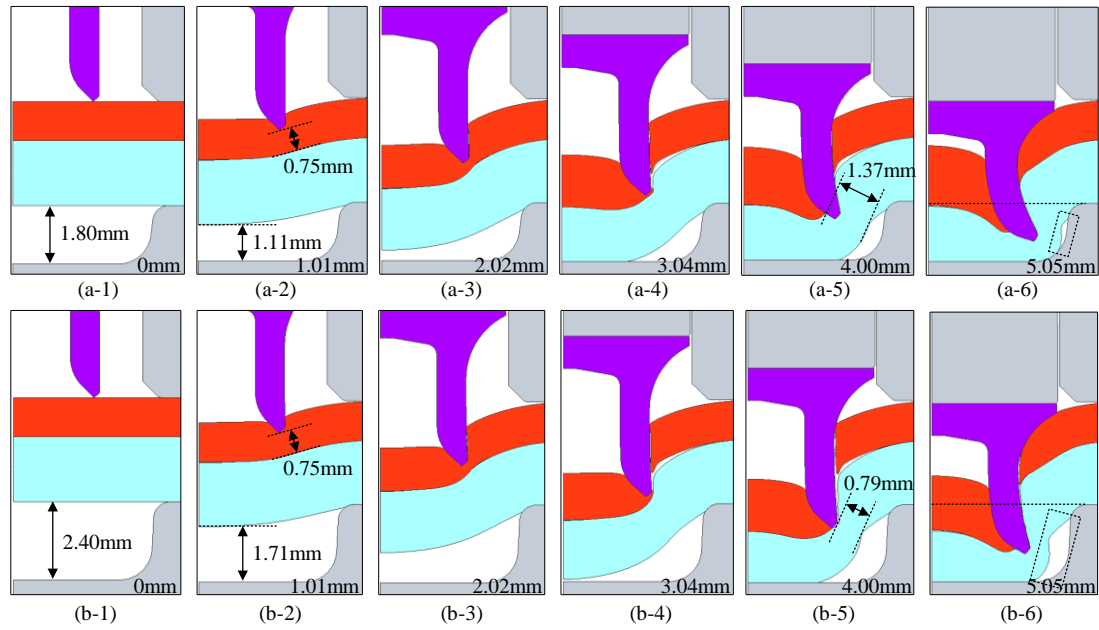 1.80mm
0mm
0.75mm
1.11mm
1.01mm
2.02mm
3.04mm
1.37mm
4.00mm
5.05mm
(a-1) (a-2) (a-3) (a-4) (a-5) (a-6)
2.40mm
0mm
0.75mm
1.71mm
1.01mm
2.02mm
3.04mm
0.79mm
4.00mm
5.05mm
(b-1) (b-2) (b-3) (b-4) (b-5) (b-6)